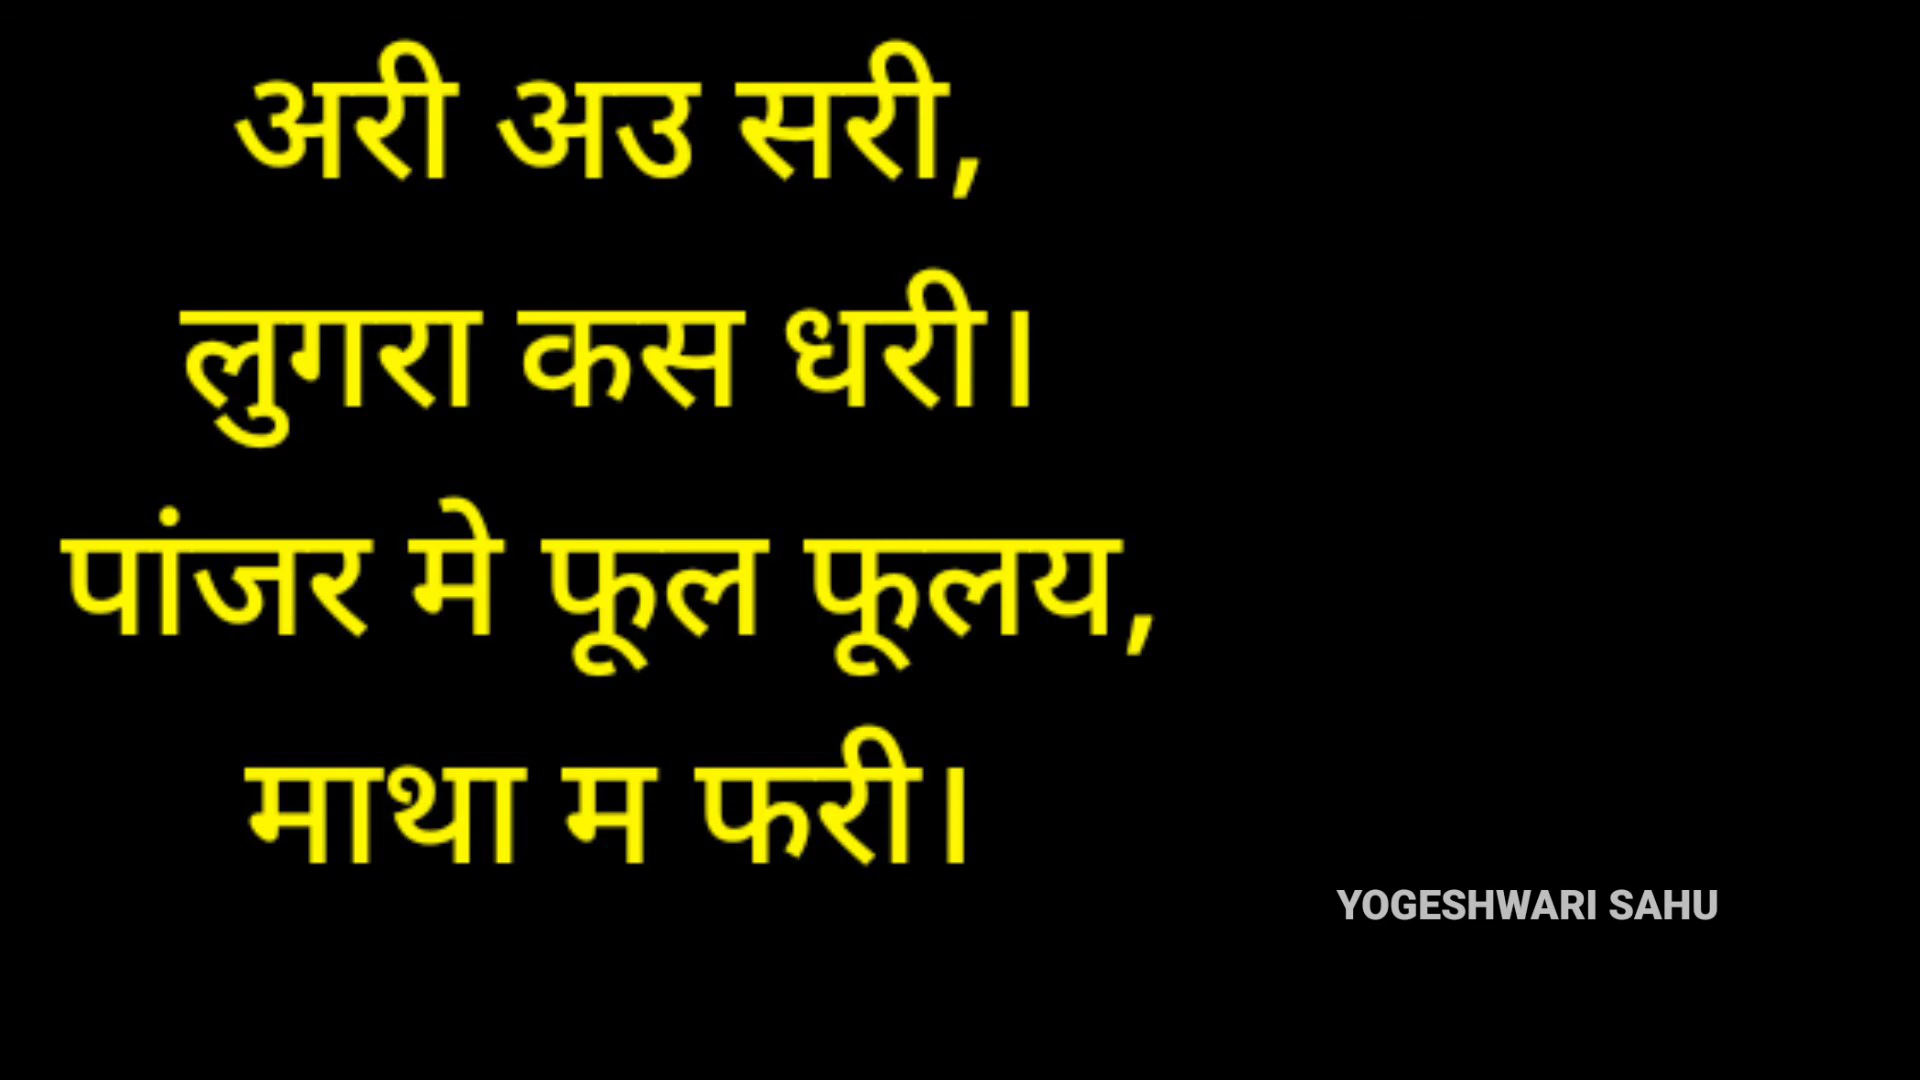 अरी अउ सरी,
लुगरा कस धरी।
पांजर मे फूल फूलय,
माथा म फरी।
YOGESHWARI SAHU